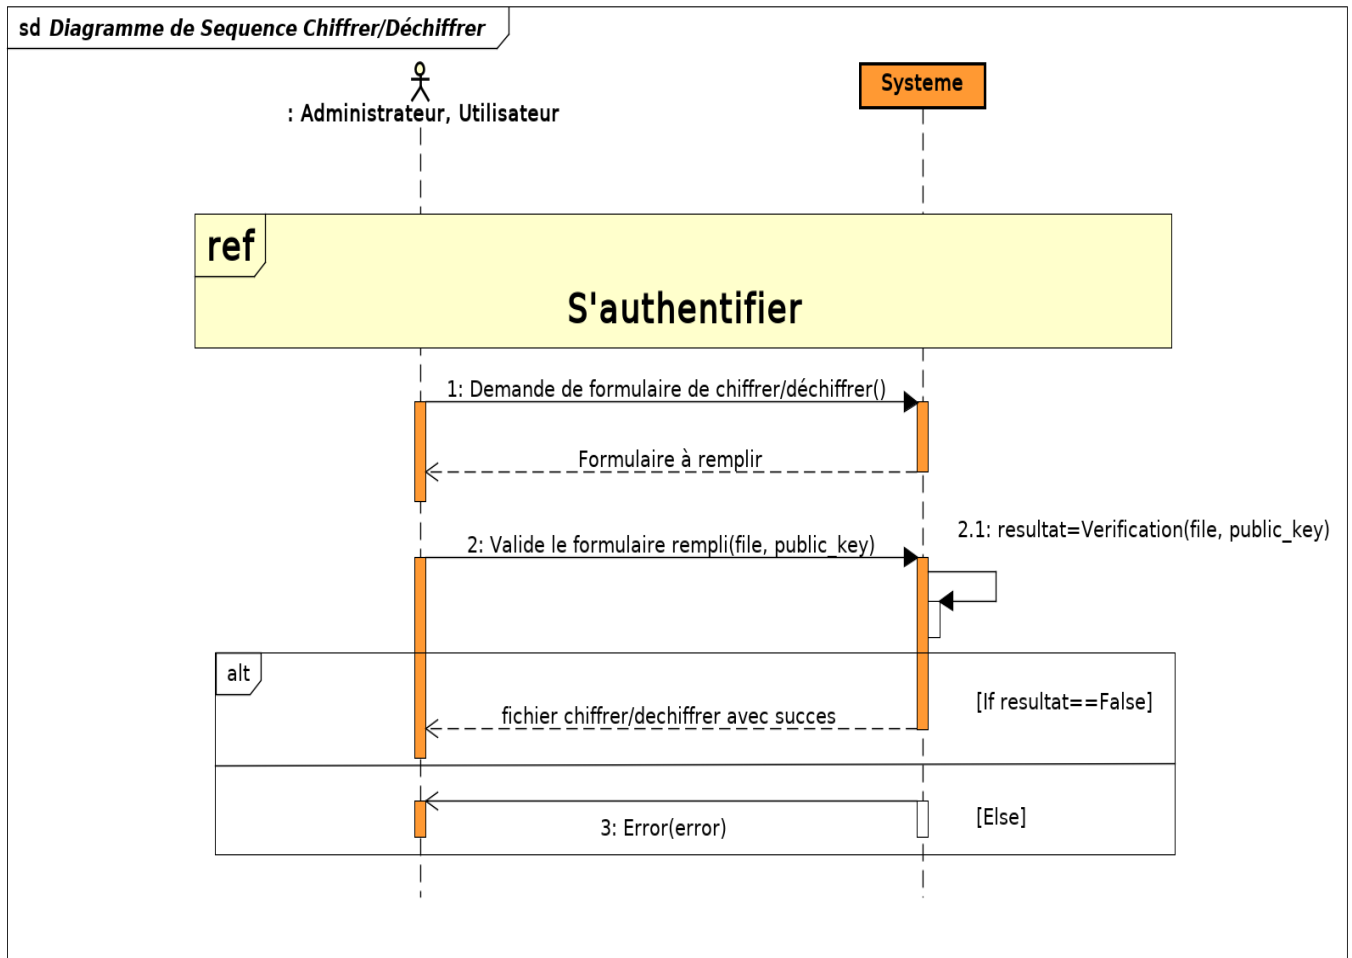 sd Diagramme de Sequence Chiffrer/Déchiffrer
: Administrateur, Utilisateur
Systeme
ref
S'authentifier
1: Demande de formulaire de chiffrer/déchiffrer()
Formulaire à remplir
2.1: resultat=Verification(file, public_key)
2: Valide le formulaire rempli(file, public_key)
alt
[If resultat==False]
fichier chiffrer/dechiffrer avec succes
[Else]
3: Error(error)